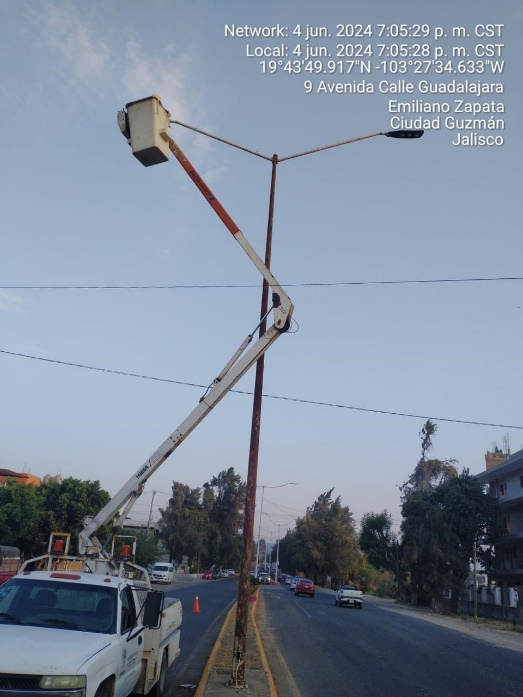 Network: 4 jun. 2024 7:05:29 p. m. CST
Local: 4 jun. 2024 7:05:28 p. m. CST
19°43'49.917"N -103°27'34.633"W
9 Avenida Calle Guadalajara
Emiliano Zapata
Ciudad Guzmán
Jalisco